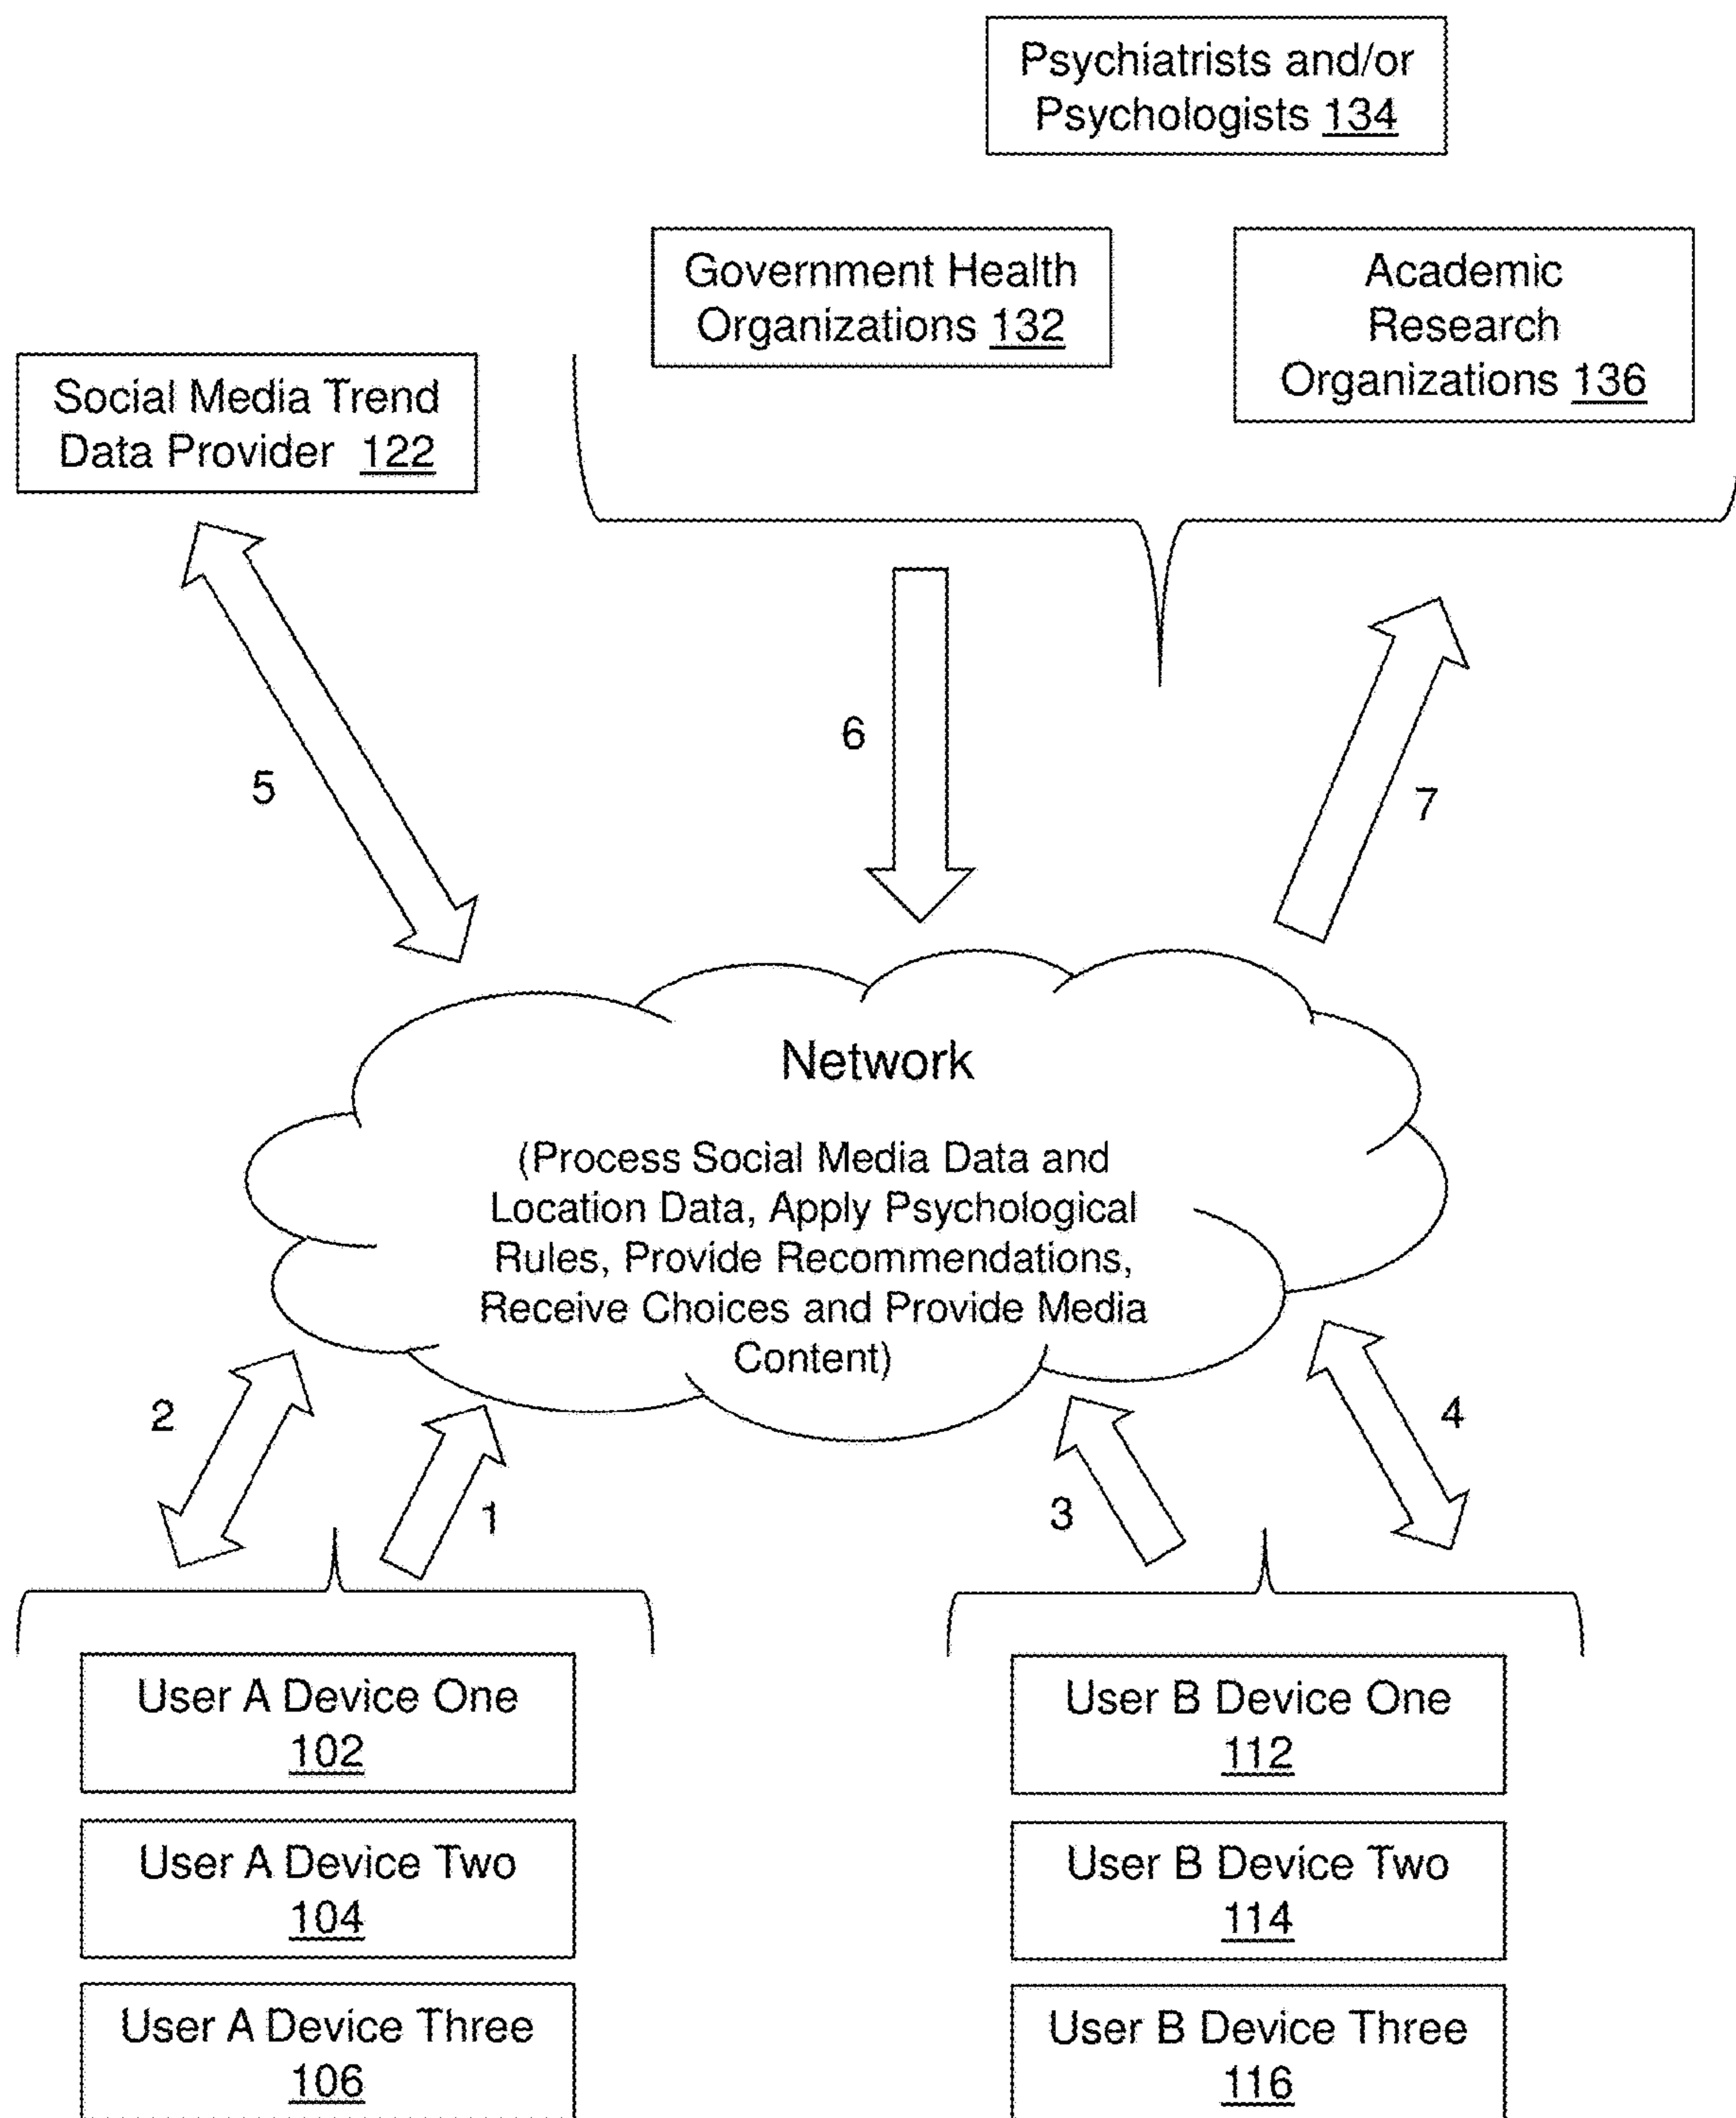 Psychiatrists and/or
Psychologists 134
Government Health
Organizations 132
Academic
Research
Organizations 136
Social Media Trend
Data Provider 122
5
6
7
Network
(Process Social Media Data and
Location Data, Apply Psychological
Rules, Provide Recommendations,
Receive Choices and Provide Media
Content)
2
1
3
4
User A Device One
102
User A Device Two
104
User A Device Three
106
User B Device One
112
User B Device Two
114
User B Device Three
116